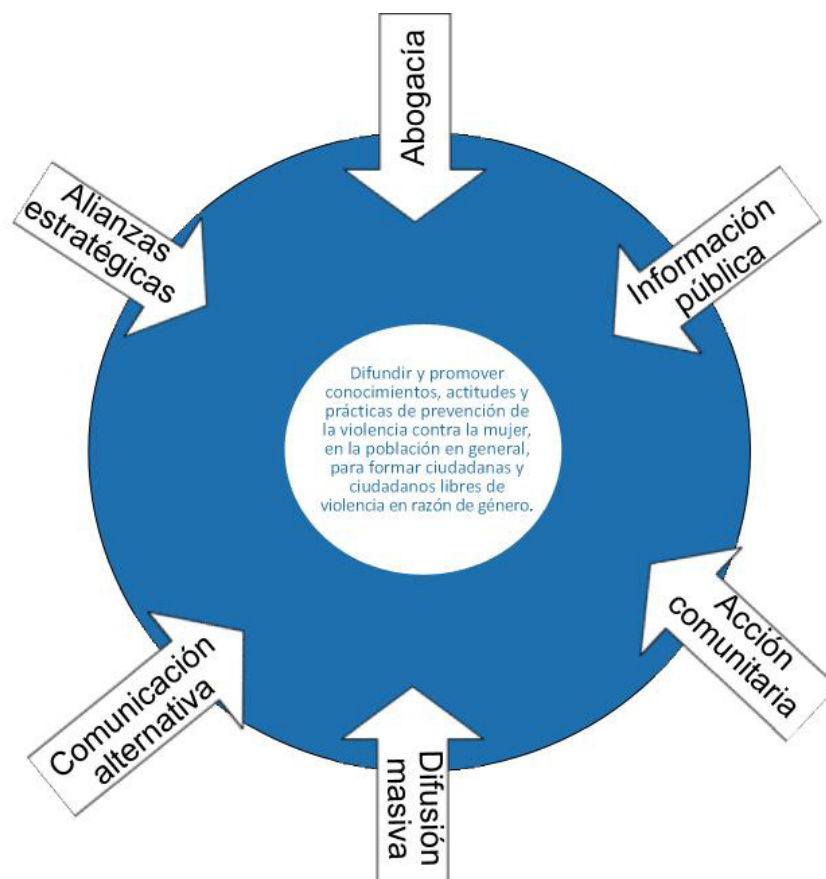 Abogacía
Alianzas
estratégicas
Información
pública
Difundir y promover
conocimientos, actitudes y
prácticas de prevención de
la violencia contra la mujer,
en la población en general,
para formar ciudadanas y
ciudadanos libres de
violencia en razón de género.
Acción
comunitaria
Comunicación
alternativa
Difusión
masiva